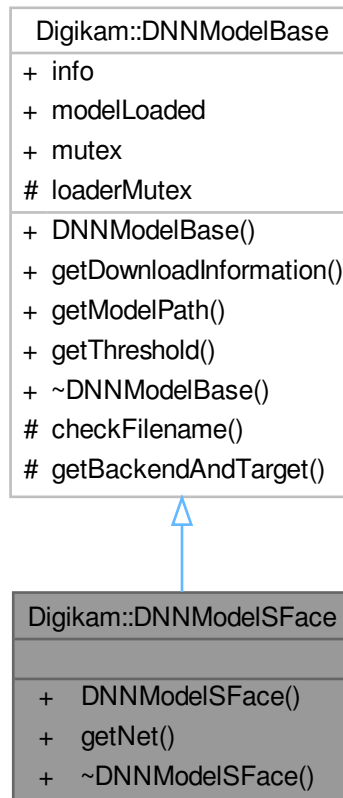 Digikam::DNNModelBase
+ info
+ modelLoaded
+ mutex
# loaderMutex
+ DNNModelBase()
+ getDownloadInformation()
+ getModelPath()
+ getThreshold()
+ ~DNNModelBase()
# checkFilename()
# getBackendAndTarget()
Digikam::DNNModelSFace
+ DNNModelSFace()
+ getNet()
+ ~DNNModelSFace()